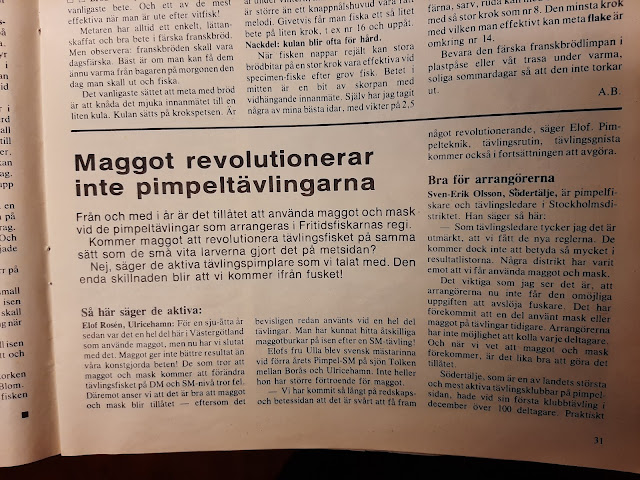 vanligaste bete. Och ett av de mest
effektiva när man är ute efter vitfisk!
Metaren har alltid ett enkelt, lättan-
skaffat och bra bete i färska franskbröd.
Men observera: franskbröden skall vara
dagsfärska. Bäst är om man kan få dem
ännu varma från bagaren på morgonen den
dag man skall ut och fiska.
Det vanligaste sättet att meta med bröd
är att knåda det mjuka innanmätet till en
liten kula. Kulan sätts på krokspetsen. Är
är större än ett knappnålshuvud vara rätt
melodi. Givetvis får man fiska ett så litet
bete på liten krok, t ex nr 16 och uppåt.
Nackdel: kulan blir ofta för hård.
När fisken nappar rejält kan stora
brödbitar på en stor krok vara effektiva vid
specimen-fiske efter grov fisk. Betet i
mitten är en bit av skorpan med
vidhängande innanmäte. Själv har jag tagit
några av mina bästa idar, med vikter på 2,5
färna, sarv, ruda kan man
med så stor krok som nr 8. Den minsta krok
med vilken man effektivt kan meta flake är
omkring nr 14.
Bevara den färska franskbrödlimpan i
plastpåse eller våt trasa under varma,
soliga sommardagar så att den inte torkar
ut.
A.B.
Maggot revolutionerar
inte pimpeltävlingarna
Från och med i år är det tillåtet att använda maggot och mask
vid de pimpeltävlingar som arrangeras i Fritidsfiskarnas regi.
Kommer maggot att revolutionera tävlingsfisket på samma
sätt som de små vita larverna gjort det på metsidan?
Nej, säger de aktiva tävlingspimplare som vi talat med. Den
enda skillnaden blir att vi kommer ifrån fusket!
Så här säger de aktiva:
Elof Rosén, Ulricehamn: För en sju-åtta år
sedan var det en hel del här i Västergötland
som använde maggot, men nu har vi slutat
med det. Maggot ger inte bättre resultat än
våra konstgjorda beten! De som tror att
maggot och mask kommer att förändra
tävlingsfisket på DM och SM-nivå tror fel.
Däremot anser vi att det är bra att maggot
och mask blir tillåtet — eftersom det
bevisligen redan använts vid en hel del
tävlingar. Man har kunnat hitta åtskilliga
maggotburkar på isen efter en SM-tävling!
Elofs fru Ulla blev svensk mästarinna
vid förra årets Pimpel-SM på sjön Tolken
mellan Borås och Ulricehamn. Inte heller
hon har större förtroende för maggot.
— Vi har kommit så långt på redskaps-
och betessidan att det är svårt att få fram
något revolutionerande, säger Elof. Pim-
pelteknik, tävlingsrutin, tävlingsgnista
kommer också i fortsättningen att avgöra.
Bra för arrangörerna
Sven-Erik Olsson, Södertälje, är pimpelfi-
skare och tävlingsledare i Stockholmsdi-
striktet. Han säger så här:
— Som tävlingsledare tycker jag det är
utmärkt, att vi fått de nya reglerna. De
kommer dock inte att betyda så mycket i
resultatlistorna. Några distrikt har varit
emot att vi får använda maggot och mask.
Det viktiga som jag ser det är, att
arrangörerna nu inte får den omöjliga
uppgiften att avslöja fuskare. Det har
förekommit att en del använt mask eller
maggot på tävlingar tidigare. Arrangörerna
har inte möjlighet att kolla varje deltagare.
Och när vi vet att maggot och mask
förekommer, är det lika bra att göra det
tillåtet.
Södertälje, som är en av landets största
och mest aktiva tävlingsklubbar på pimpel-
sidan, hade vid sin första klubbtävling i
december över 100 deltagare. Praktiskt
31